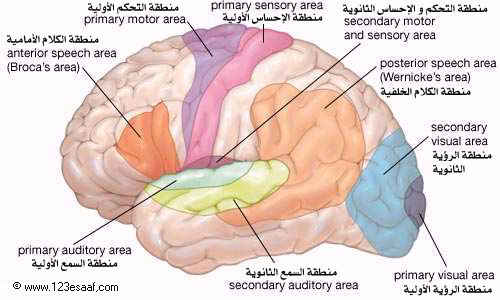 منطقة التحكم الأولية
primary motor area
primary sensory area
منطقة الإحساس الأولية
منطقة التحكم و الإحساس الثانوية
secondary motor
and sensory area
منطقة الكلام الأمامية
anterior speech area
(Broca's area)
posterior speech area
(Wernicke's area)
منطقة الكلام الخلفية
secondary
visual area
منطقة الرؤية
الثانوية
primary auditory area
منطقة السمع الأولية
منطقة السمع الثانوية
secondary auditory area
primary visual area
منطقة الرؤية الأولية
© www.123esaaf.com